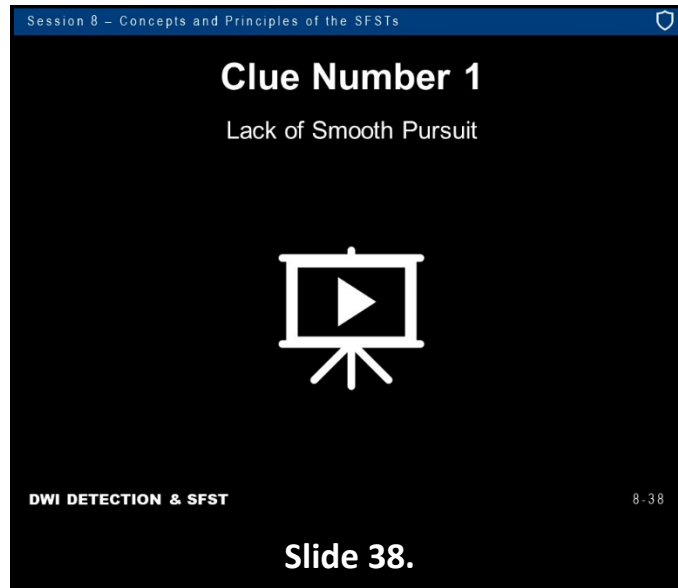 Session 8 – Concepts and Principles of the SFSTs
Clue Number 1
Lack of Smooth Pursuit
DWI DETECTION & SFST
8-38
Slide 38.